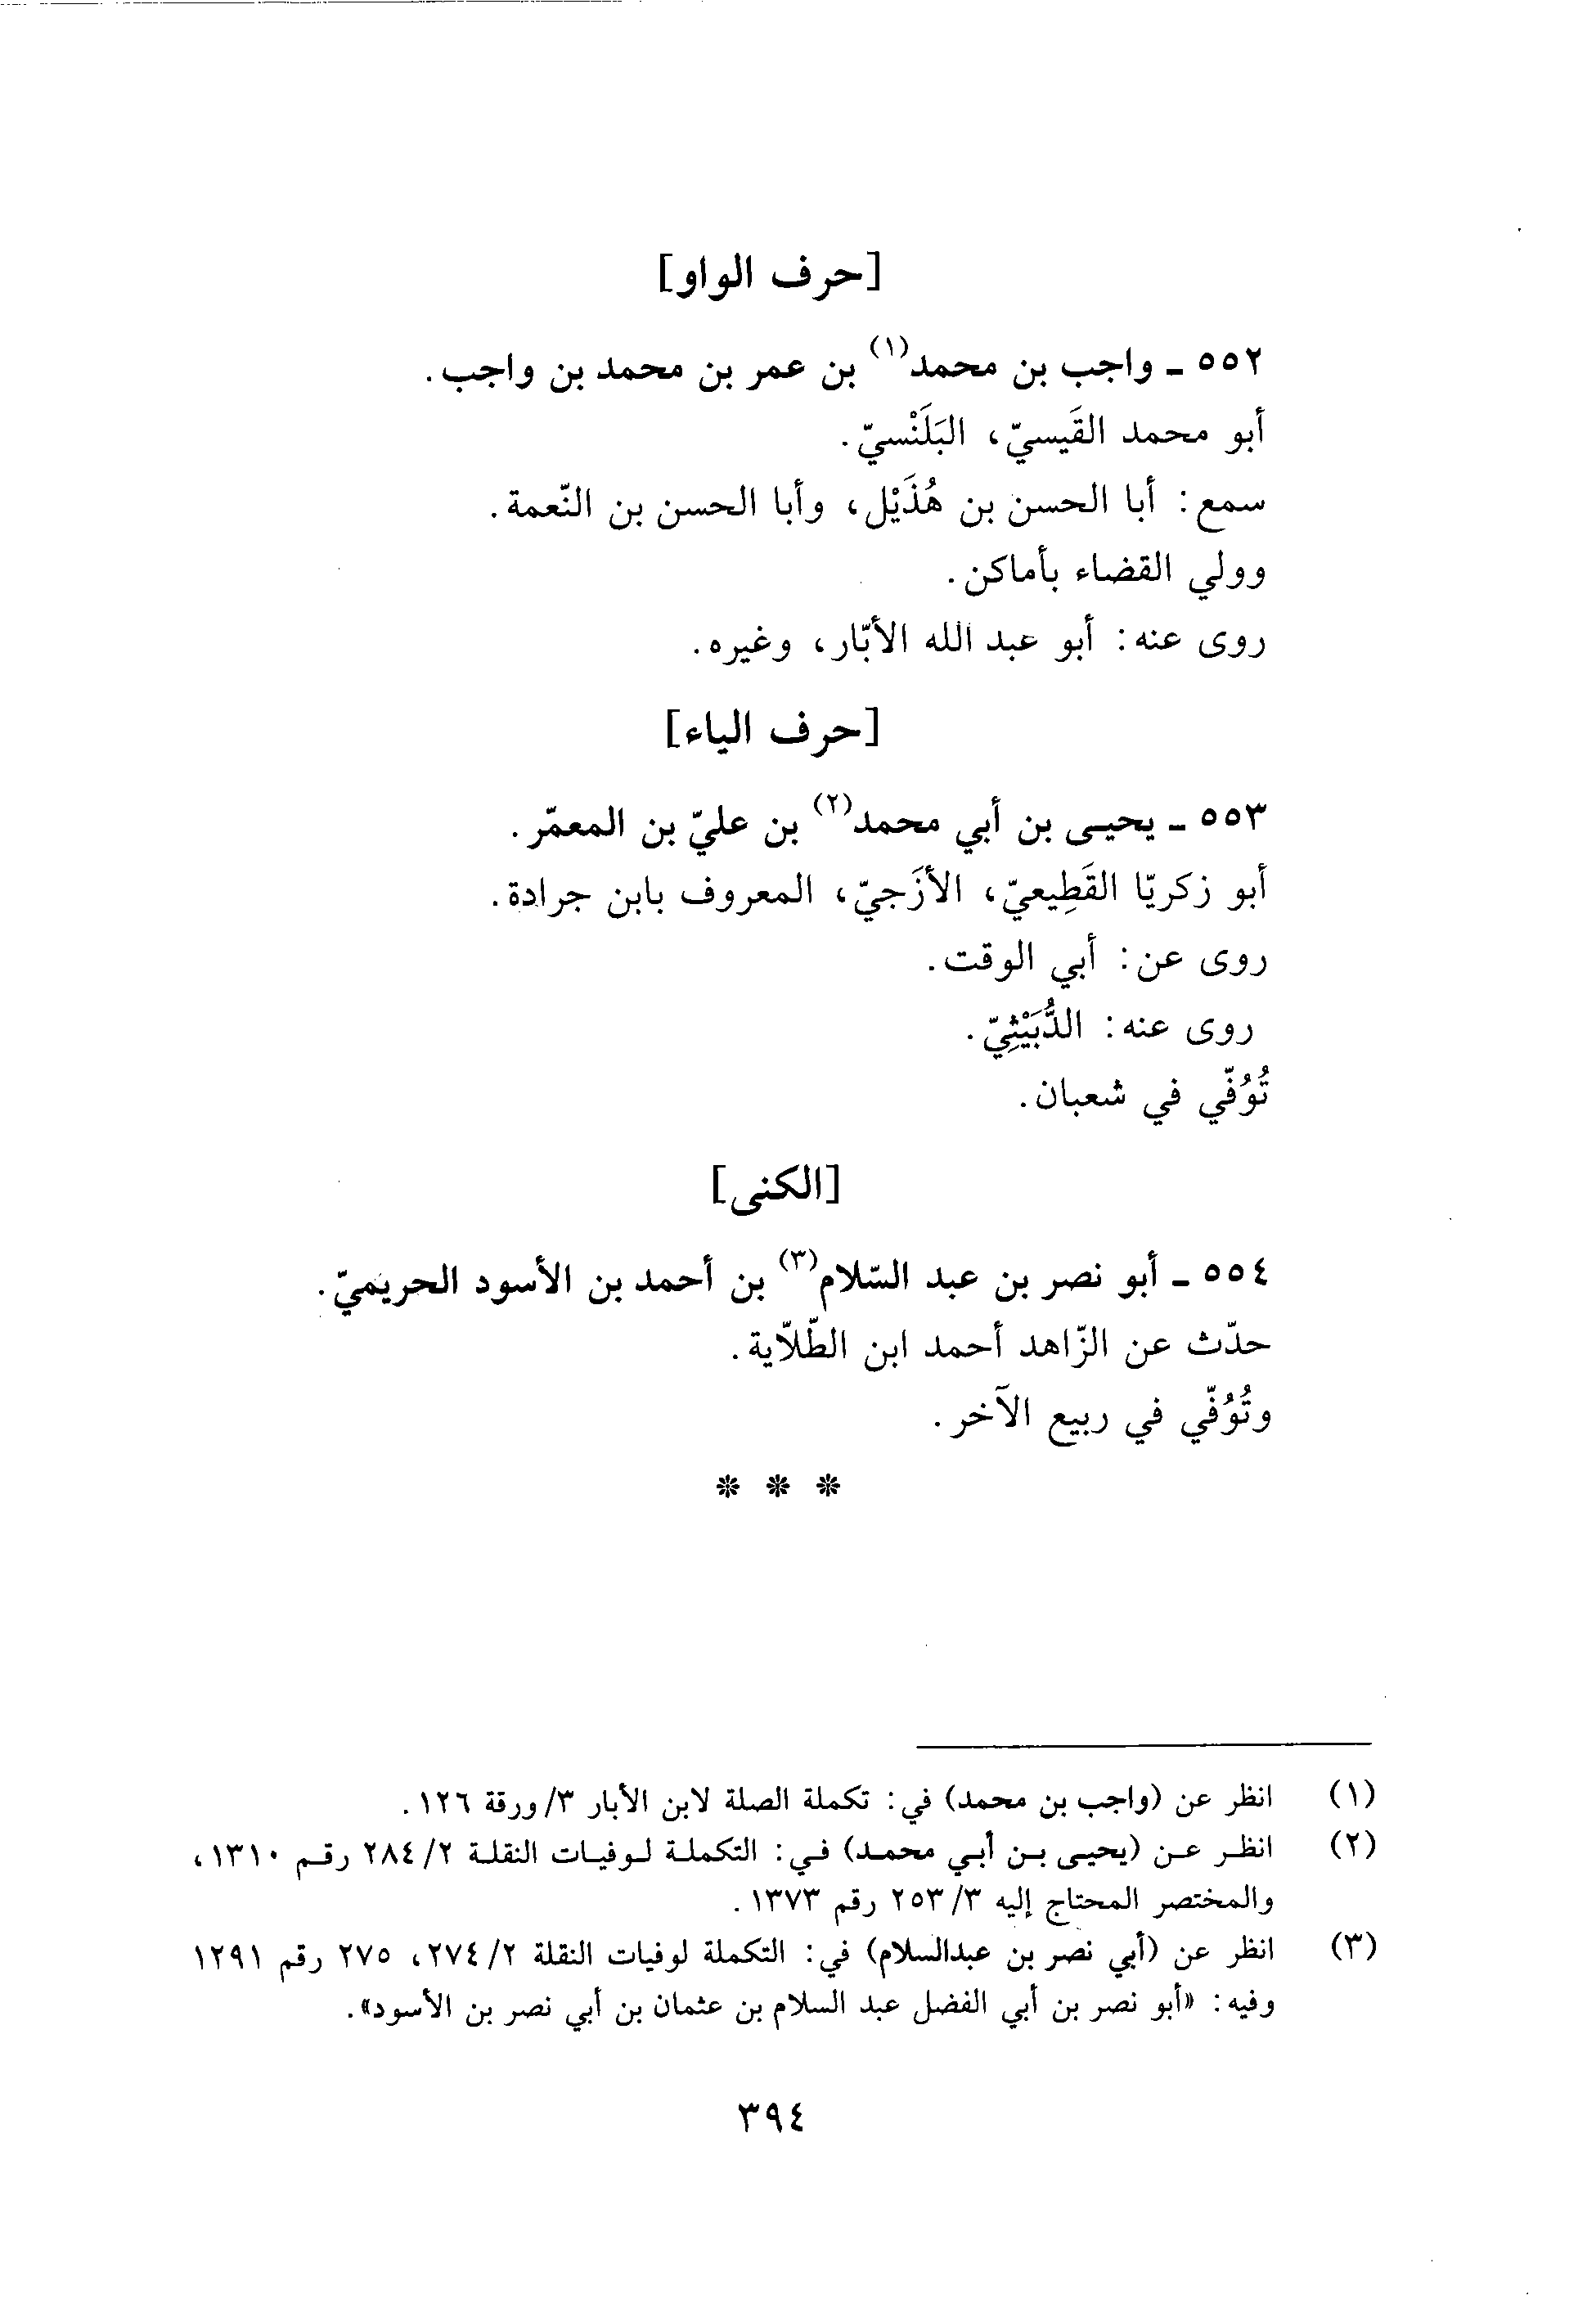 [حرف الواو]
٥٥٢ ـ واجب بن محمد(١) بن عمر بن محمد بن واجب.
أبو محمد القَيسيّ، البَلَنْسيّ.
سمع: أبا الحسن بن هُذَيْل، وأبا الحسن بن النّعمة.
وولي القضاء بأماكن.
روى عنه: أبو عبد الله الأبّار، وغيره.
[حرف الياء]
٥٥٣ ـ يحيى بن أبي محمد(٢) بن عليّ بن المعمّر.
أبو زكريّا القَطِيعيّ، الأزَجيّ، المعروف بابن جرادة.
روى عن: أبي الوقت.
روى عنه: الدُّبَيْثِيّ.
تُوُفّي في شعبان.
[الكنى]
٥٥٤ ـ أبو نصر بن عبد السّلام(٣) بن أحمد بن الأسود الحريميّ.
حدّث عن الزّاهد أحمد ابن الطّلّاية.
وتُوُفّي في ربيع الآخر.
* * *
(١) انظر عن (واجب بن محمد) في: تكملة الصلة لابن الأبار ٣/ورقة ١٢٦.
(٢) انظر عن (يحيى بن أبي محمد) في: التكملة لوفيات النقلة ٢/٢٨٤ رقم ١٣١٠،
والمختصر المحتاج إليه ٣/٢٥٣ رقم ١٣٧٣.
(٣) انظر عن (أبي نصر بن عبدالسلام) في: التكملة لوفيات النقلة ٢/٢٧٤، ٢٧٥ رقم ١٢٩١
وفيه: «أبو نصر بن أبي الفضل عبد السلام بن عثمان بن أبي نصر بن الأسود».
٣٩٤